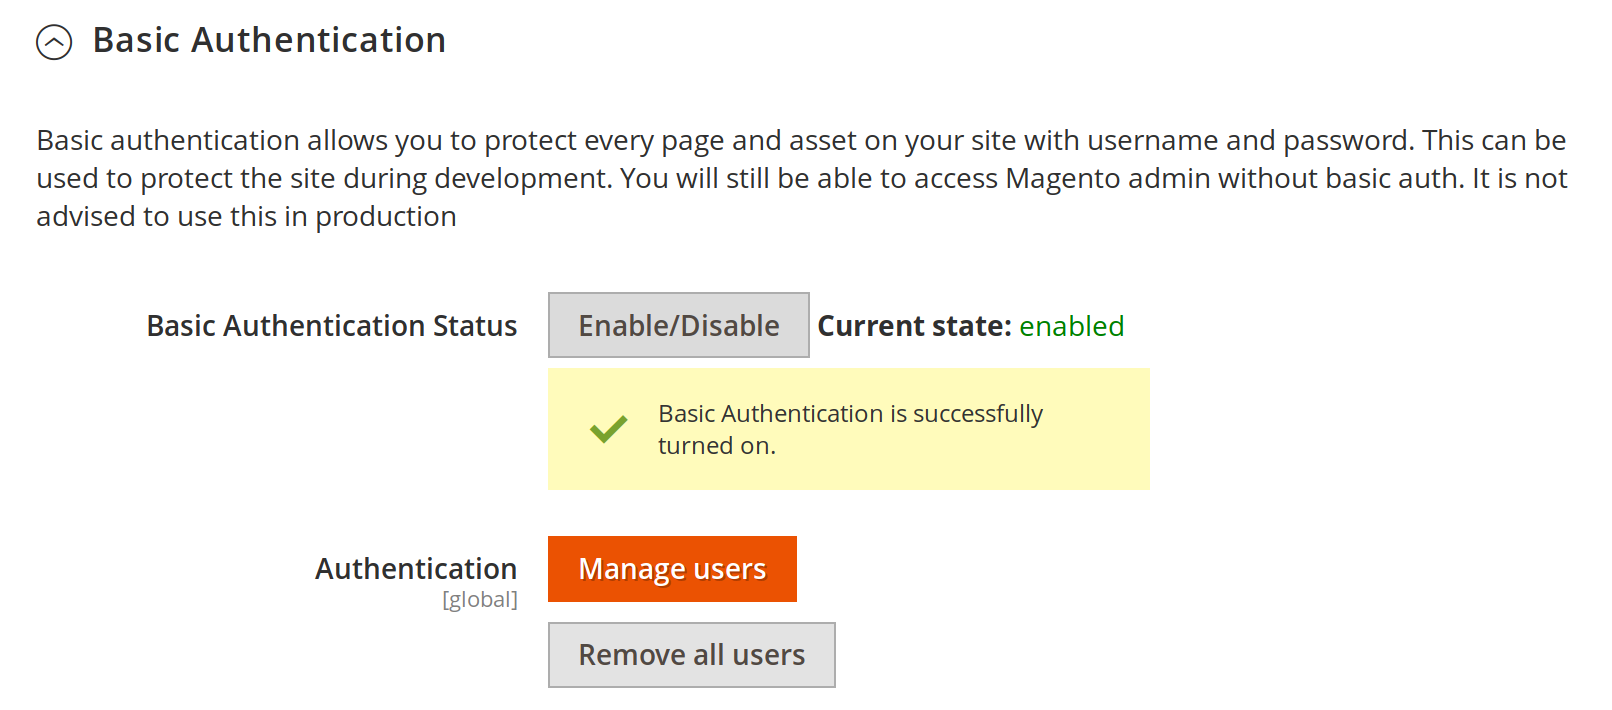 Basic Authentication
Basic authentication allows you to protect every page and asset on your site with username and password. This can be
used to protect the site during development. You will still be able to access Magento admin without basic auth. It is not
advised to use this in production
Basic Authentication Status
Enable/Disable
Current state: enabled
Basic Authentication is successfully
turned on.
Authentication
[global]
Manage users
Remove all users